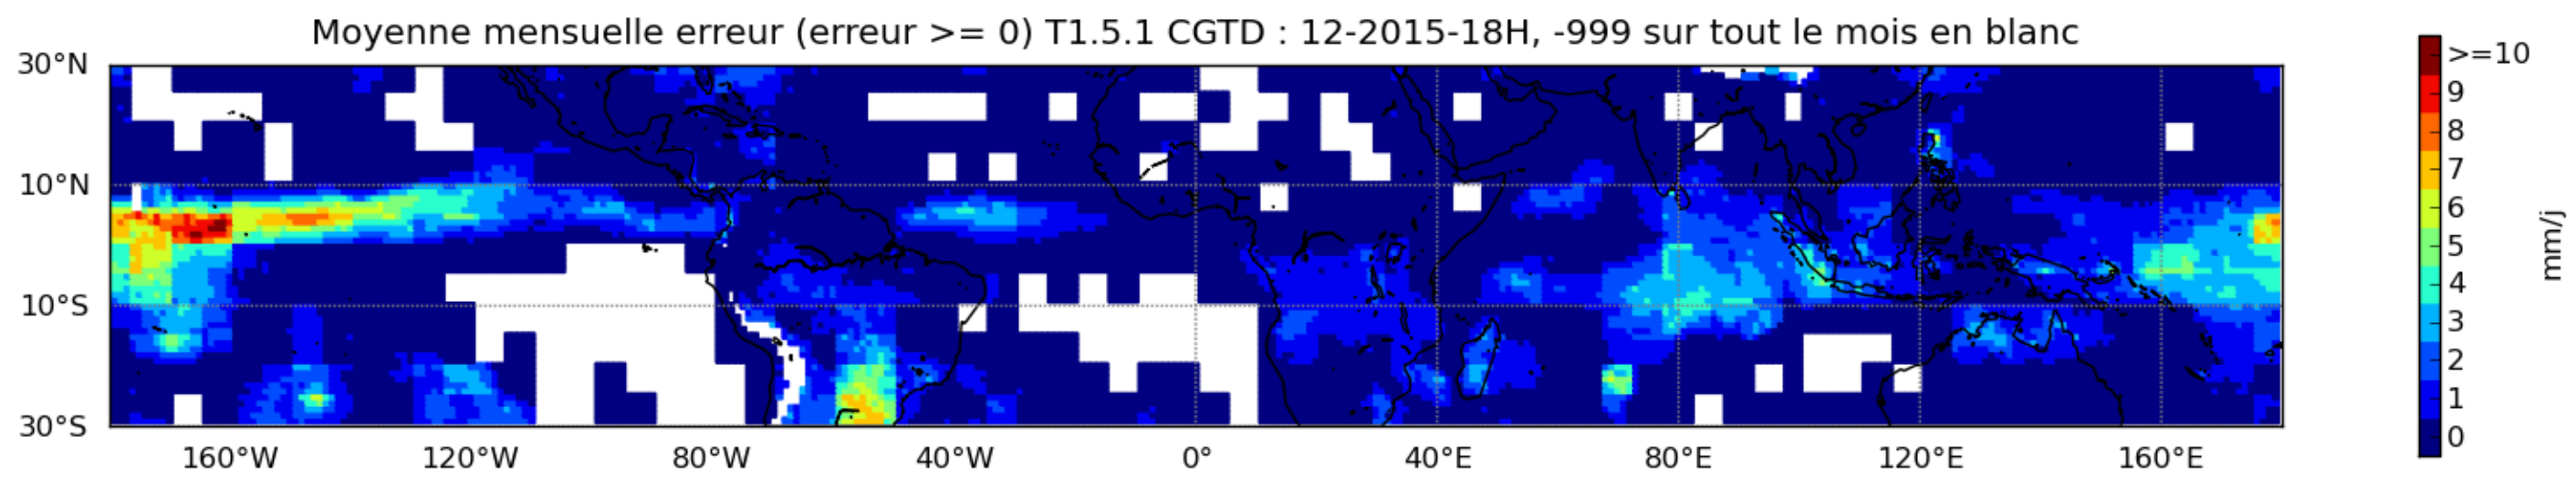 Moyenne mensuelle erreur (erreur >= 0) T1.5.1 CGTD : 12-2015-18H, -999 sur tout le mois en blanc
30°N
10°N
10°S
30°S
160°W 120°W 80°W 40°W 0° 40°E 80°E 120°E 160°E
>=10
9
8
7
6
5
4
3
2
1
0
mm/j